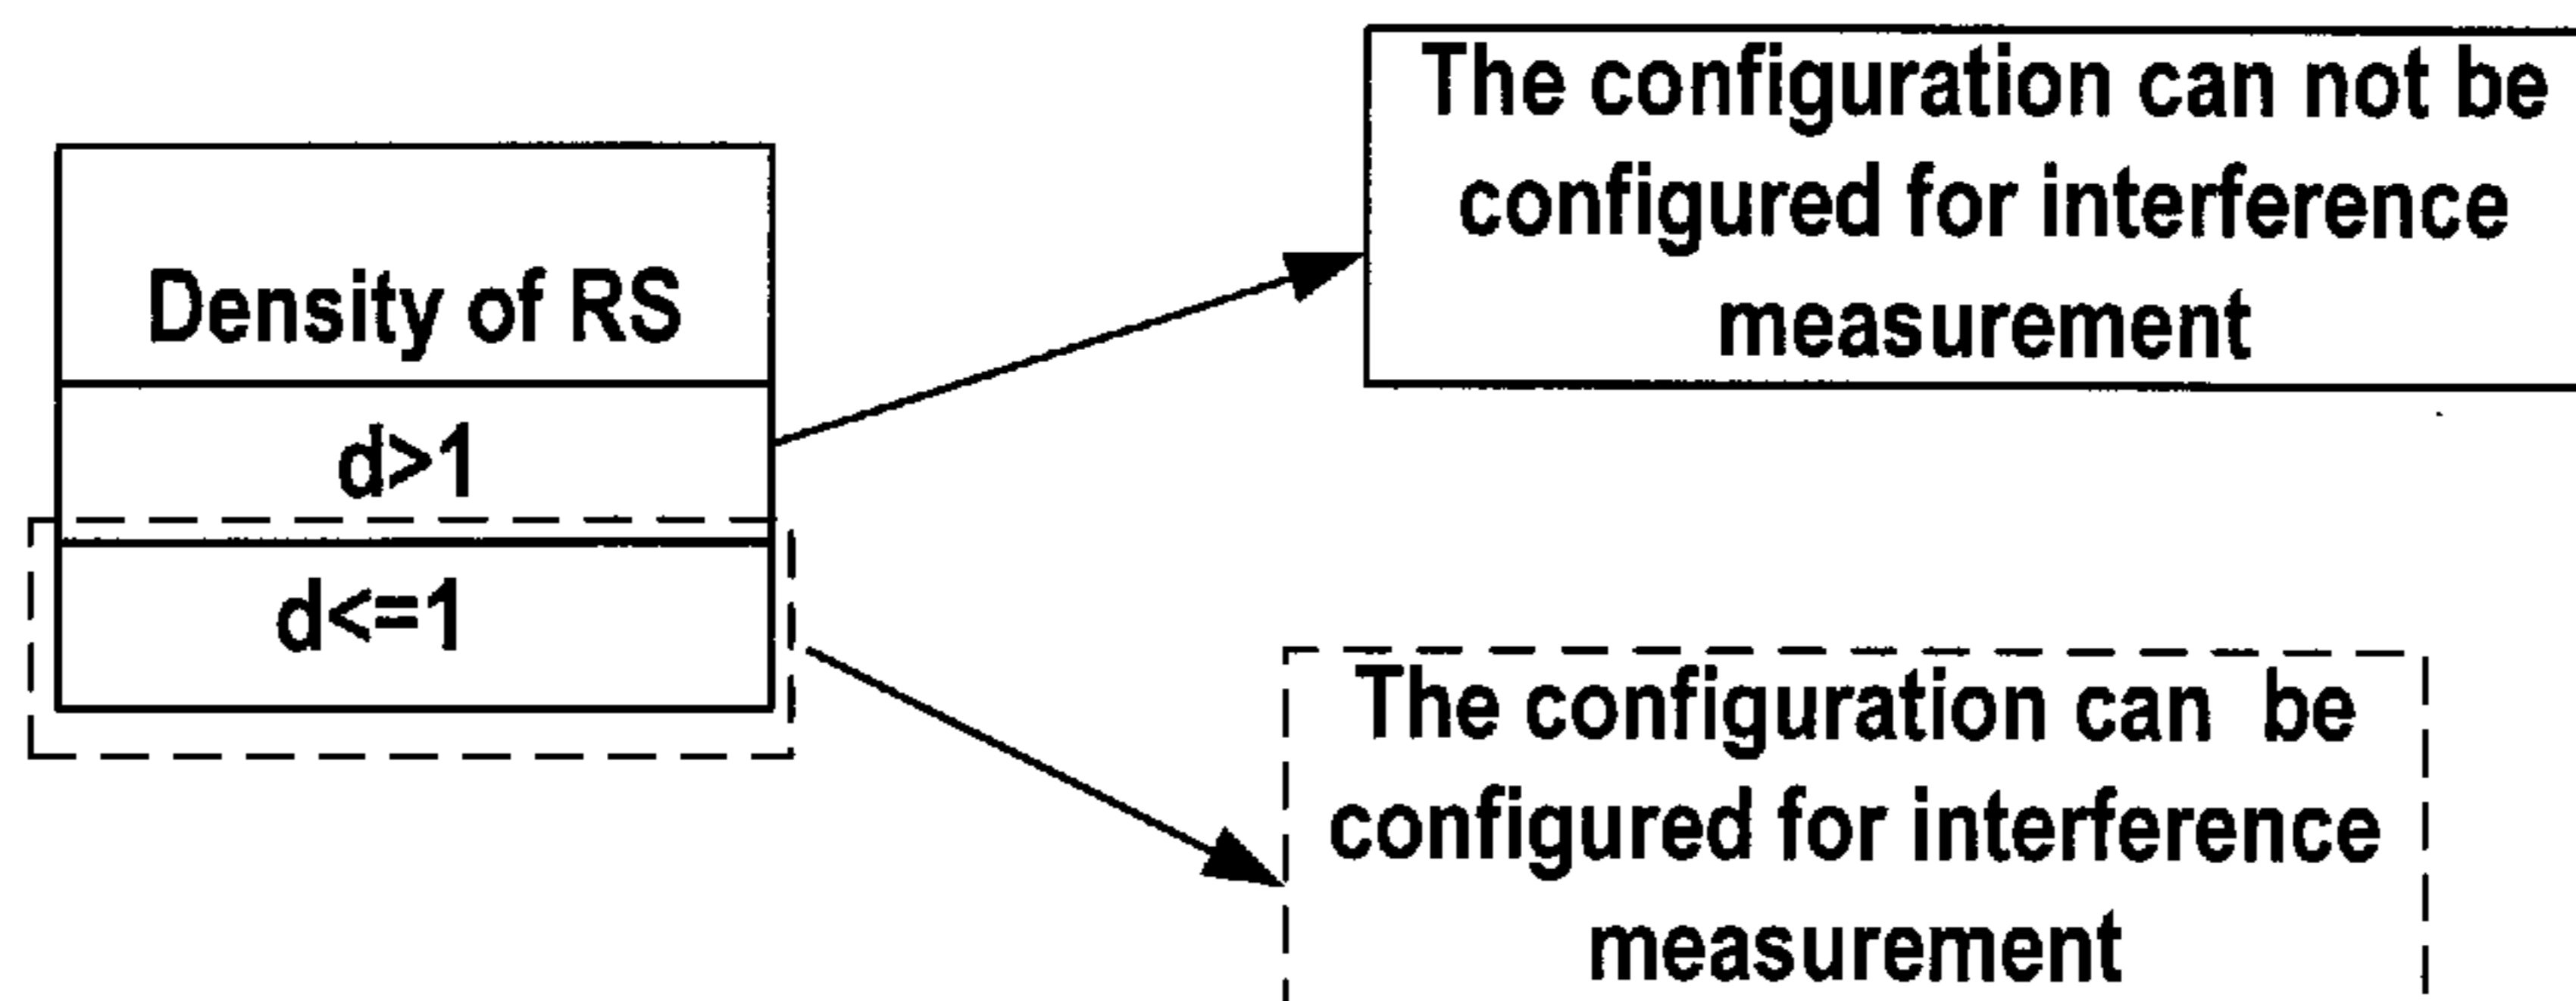 Density of RS
d>1
d<=1
The configuration can not be
configured for interference
measurement
The configuration can be
configured for interference
measurement